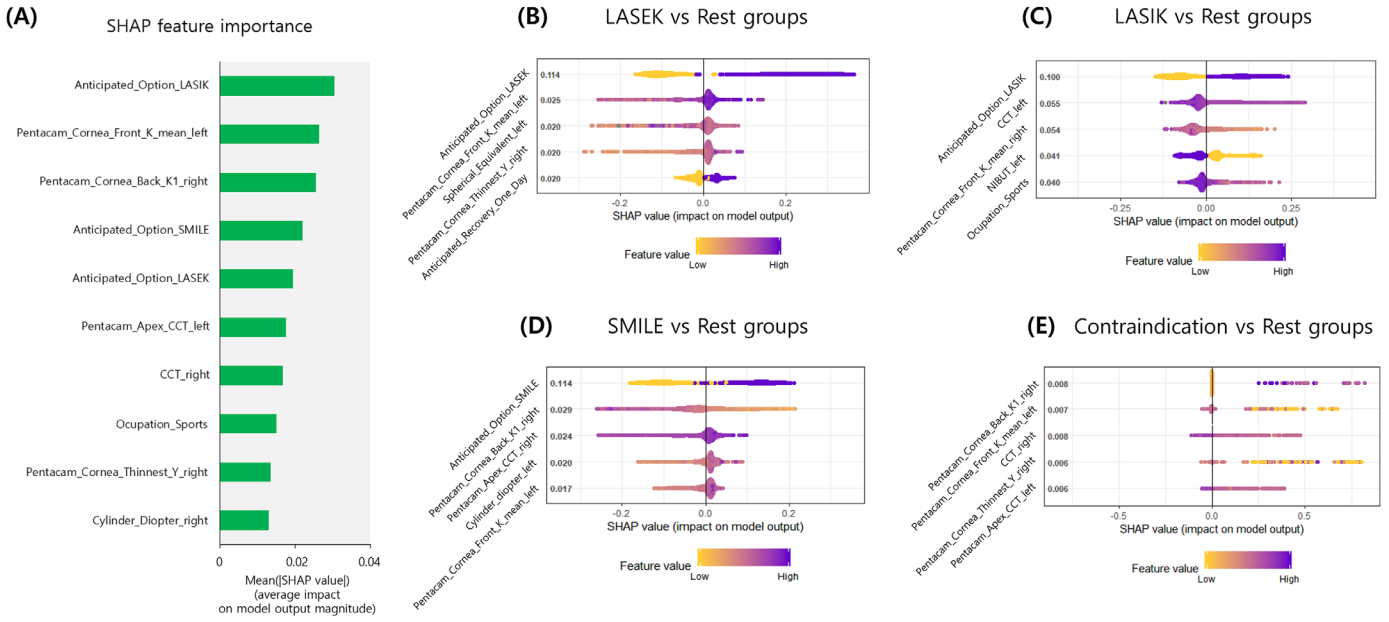 (A)
SHAP feature importance
Anticipated_Option_LASIK
Pentacam_Cornea_Front_K_mean_left
Pentacam_Cornea_Back_K1_right
Anticipated_Option_SMILE
Anticipated_Option_LASEK
Pentacam_Apex_CCT_left
CCT_right
Ocupation_Sports
Pentacam_Cornea_Thinnest_Y_right
Cylinder_Diopter_right
0
0.02
0.04
Mean(|SHAP value|)
(average impact
on model output magnitude)
(B)
LASEK vs Rest groups
Anticipated_Option_LASEK
0.114
Pentacam_Cornea_Front_K_mean_left
0.025
Spherical_Equivalent_left
0.020
Pentacam_Cornea_Thinnest_Y_right
0.020
Anticipated_Recovery_One_Day
0.020
-0.2
0.0
0.2
SHAP value (impact on model output)
Feature value
Low
High
(C)
LASIK vs Rest groups
Anticipated_Option_LASIK
0.100
CCT_left
0.055
Pentacam_Cornea_Front_K_mean_right
0.054
NIBUT_left
0.041
Ocupation_Sports
0.040
-0.25
0.00
0.25
SHAP value (impact on model output)
Feature value
Low
High
(D)
SMILE vs Rest groups
Anticipated_Option_SMILE
0.114
Pentacam_Cornea_Back_K1_right
0.029
Pentacam_Apex_CCT_right
0.024
Cylinder_diopter_left
0.020
Pentacam_Cornea_Front_K_mean_left
0.017
-0.2
0.0
0.2
SHAP value (impact on model output)
Feature value
Low
High
(E)
Contraindication vs Rest groups
Pentacam_Cornea_Back_K1_right
0.008
Pentacam_Cornea_Front_K_mean_left
0.007
CCT_right
0.008
Pentacam_Cornea_Thinnest_Y_right
0.006
Pentacam_Apex_CCT_left
0.006
-0.5
0.0
0.5
SHAP value (impact on model output)
Feature value
Low
High